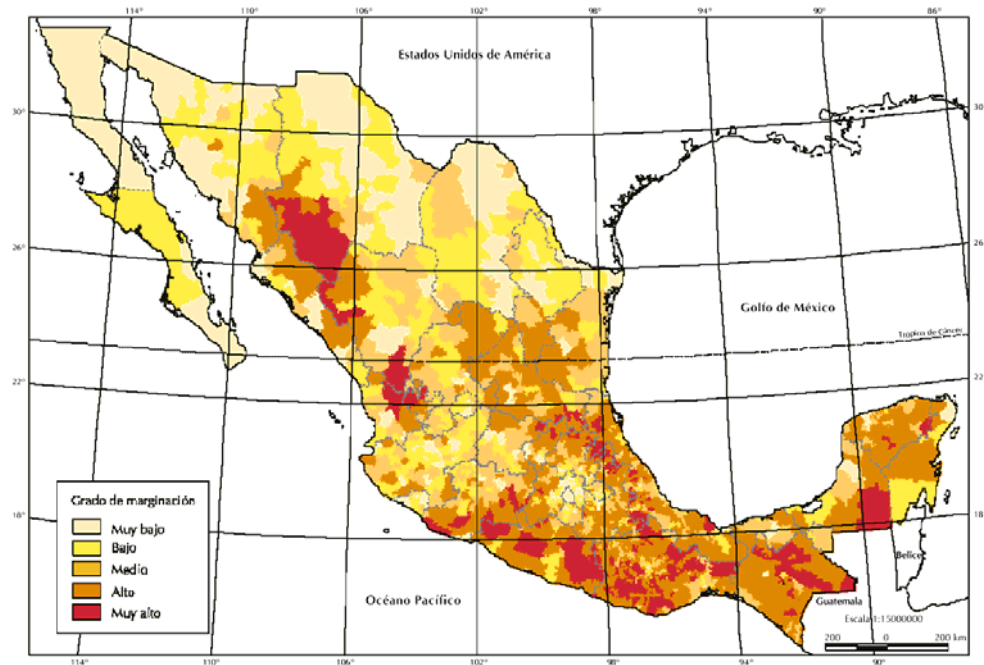 114° 110° 106° 102° 98° 94° 90° 86°
Estados Unidos de América
30° 30
26° 26
Golfo de México
Tropico de Cáncer
22° 22
Grado de marginación
Muy bajo
18° 18
Bajo
Medio
Belice
Alto
Océano Pacífico
Guatemala
Muy alto
Escala 1:15000000
200 0 200 km
114° 110° 106° 102° 98° 94° 90°